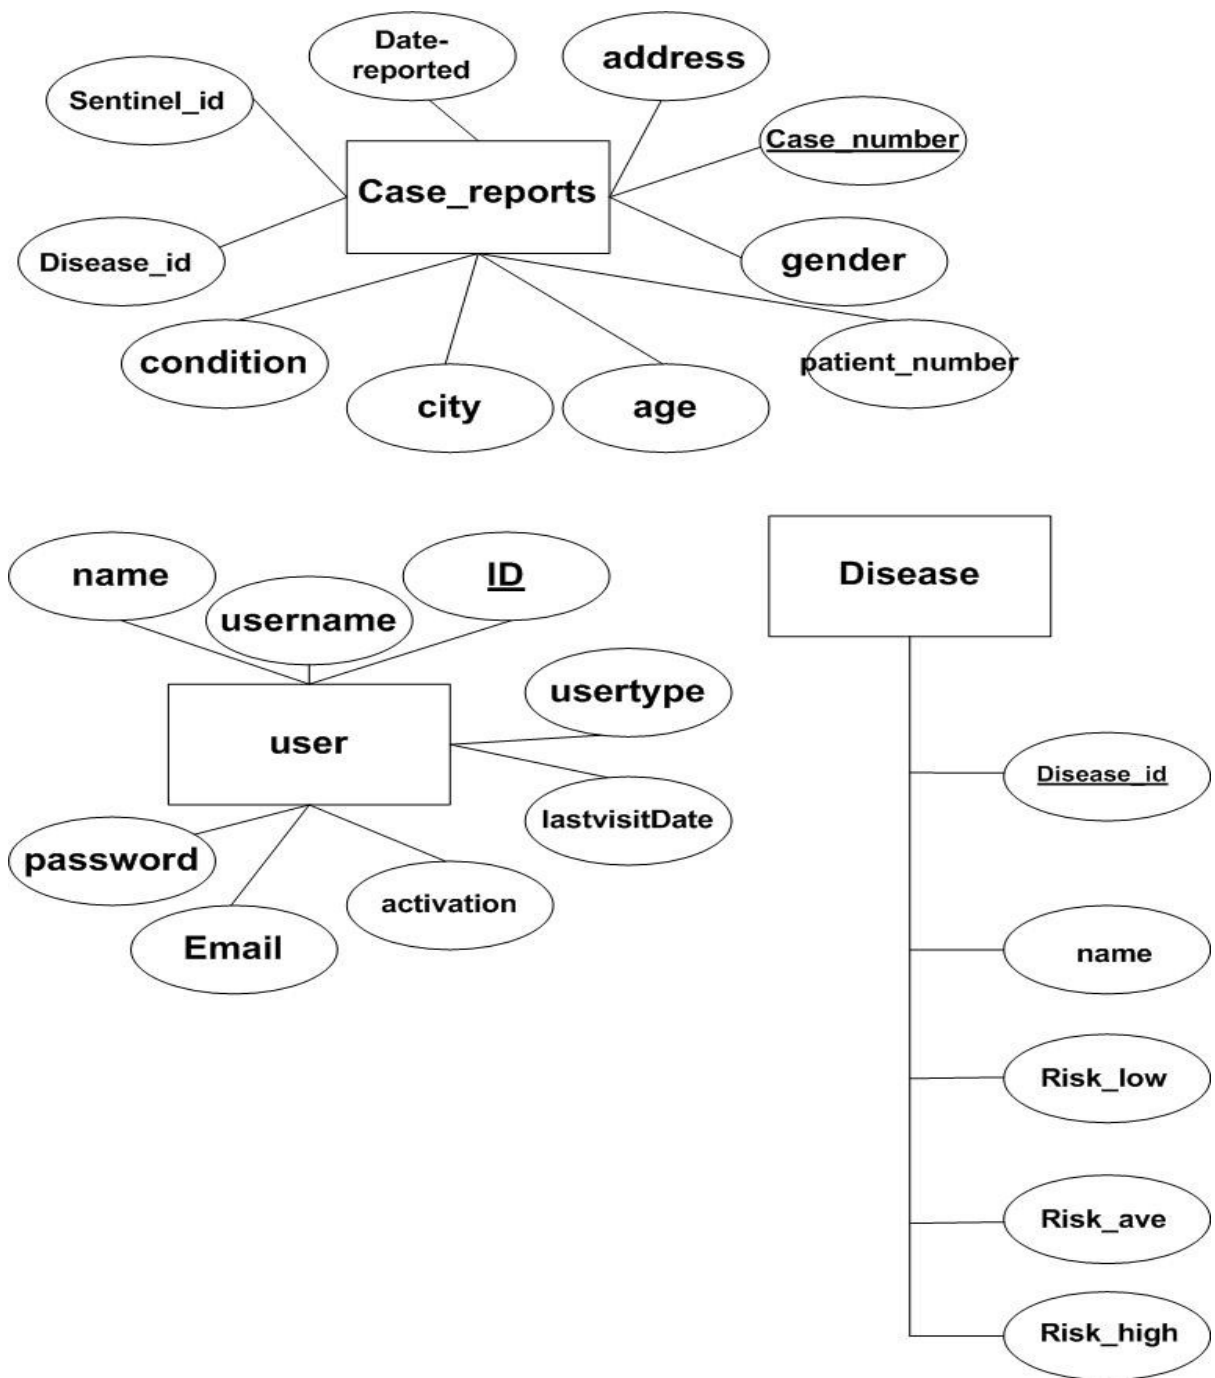 Date-
reported
address
Sentinel_id
Case_number
Case_reports
Disease_id
gender
condition
patient_number
city
age
name
ID
username
usertype
user
lastvisitDate
password
activation
Email
Disease
Disease_id
name
Risk_low
Risk_ave
Risk_high